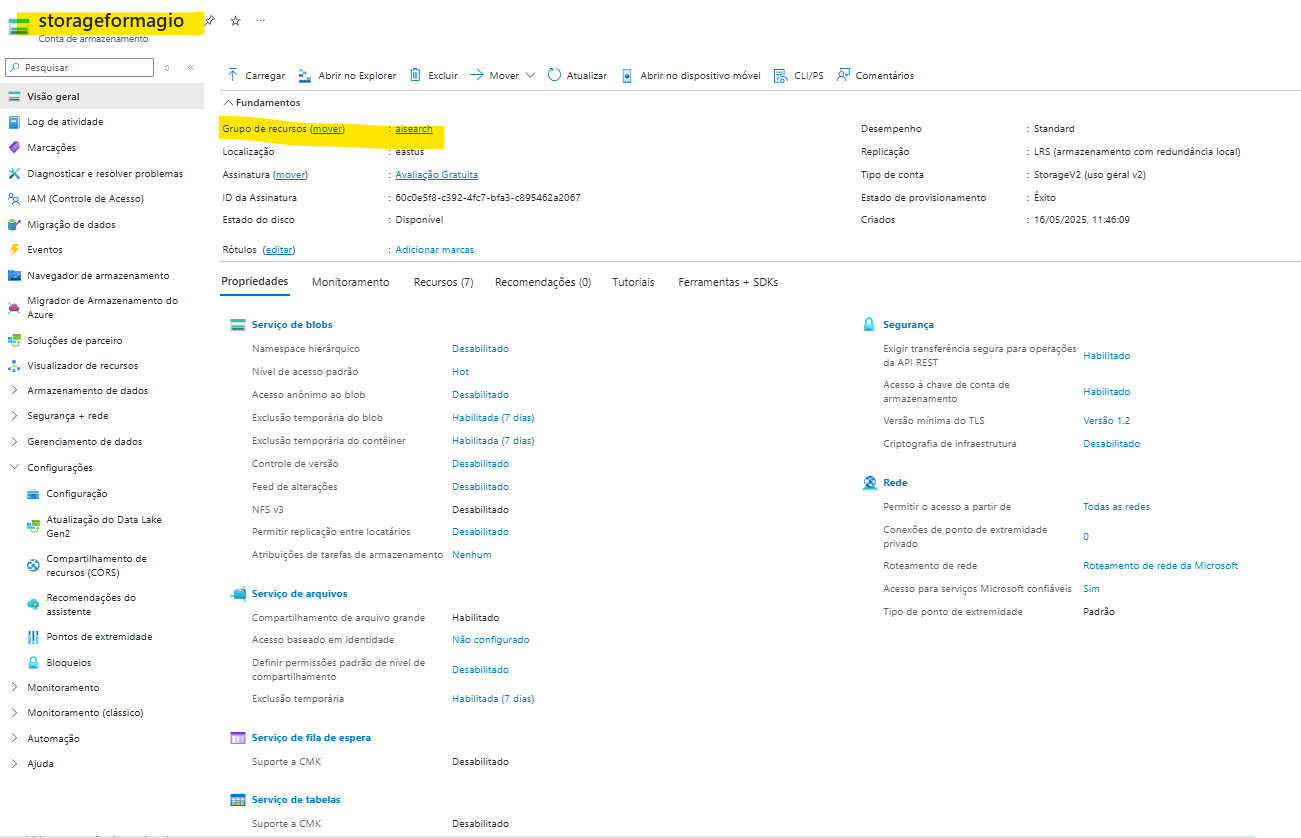 storageformagio
Conta de armazenamento
Pesquisar
Visão geral
Log de atividade
Marcações
Diagnosticar e resolver problemas
IAM (Controle de Acesso)
Migração de dados
Eventos
Navegador de armazenamento
Migrador de Armazenamento do
Azure
Soluções de parceiro
Visualizador de recursos
Armazenamento de dados
Segurança + rede
Gerenciamento de dados
Configurações
Configuração
Atualização do Data Lake
Gen2
Compartilhamento de
recursos (CORS)
Recomendações do
assistente
Pontos de extremidade
Bloqueios
Monitoramento
Monitoramento (clássico)
Automação
Ajuda
Carregar Abrir no Explorer Excluir Mover Atualizar Abrir no dispositivo móvel CLI/PS Comentários
Fundamentos
Grupo de recursos (mover) : aisearch
Localização : eastus
Assinatura (mover) : Avaliação Gratuita
ID da Assinatura : 60c0e5f8-c392-4fc7-bfa3-c895462a2067
Estado do disco : Disponível
Rótulos (editar) : Adicionar marcas
Desempenho : Standard
Replicação : LRS (armazenamento com redundância local)
Tipo de conta : StorageV2 (uso geral v2)
Estado de provisionamento : Êxito
Criados : 16/05/2025, 11:46:09
Propriedades Monitoramento Recursos (7) Recomendações (0) Tutoriais Ferramentas + SDKs
Serviço de blobs
Namespace hierárquico Desabilitado
Nível de acesso padrão Hot
Acesso anônimo ao blob Desabilitado
Exclusão temporária do blob Habilitada (7 dias)
Exclusão temporária do contêiner Habilitada (7 dias)
Controle de versão Desabilitado
Feed de alterações Desabilitado
NFS v3 Desabilitado
Permitir replicação entre locatários Desabilitado
Atribuições de tarefas de armazenamento Nenhum
Serviço de arquivos
Compartilhamento de arquivo grande Habilitado
Acesso baseado em identidade Não configurado
Definir permissões padrão de nível de
compartilhamento Desabilitado
Exclusão temporária Habilitada (7 dias)
Serviço de fila de espera
Suporte a CMK Desabilitado
Serviço de tabelas
Suporte a CMK Desabilitado
Segurança
Exigir transferência segura para operações
da API REST Habilitado
Acesso à chave de conta de
armazenamento Habilitado
Versão mínima do TLS Versão 1.2
Criptografia de infraestrutura Desabilitado
Rede
Permitir o acesso a partir de Todas as redes
Conexões de ponto de extremidade
privado 0
Roteamento de rede Roteamento de rede da Microsoft
Acesso para serviços Microsoft confiáveis Sim
Tipo de ponto de extremidade Padrão